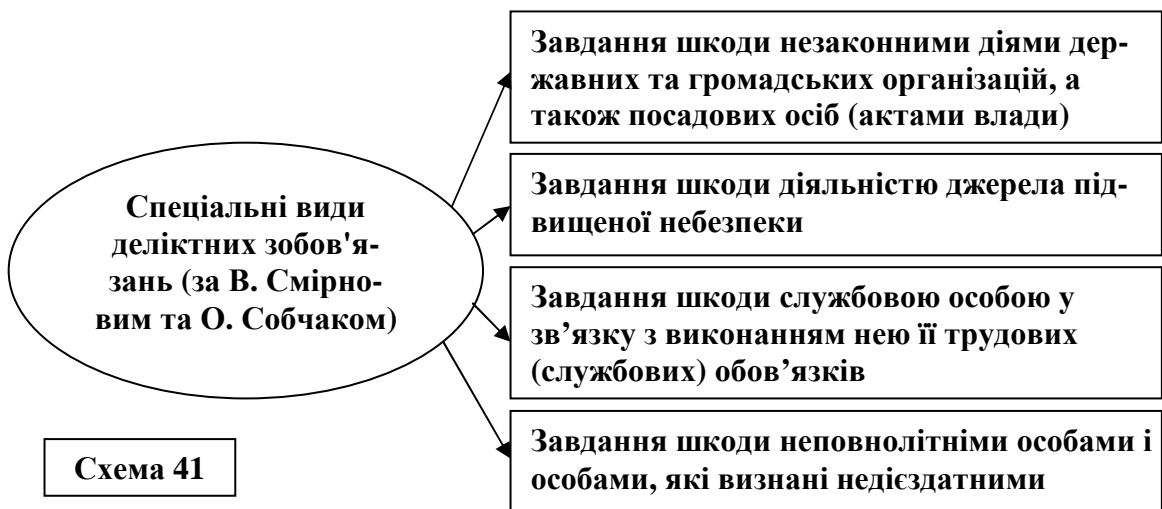 Завдання шкоди незаконними діями дер-
жавних та громадських організацій, а
також посадових осіб (актами влади)
Завдання шкоди діяльністю джерела під-
вищеної небезпеки
Спеціальні види
деліктних зобов'я-
зань (за В. Смірно-
вим та О. Собчаком)
Завдання шкоди службовою особою у
зв’язку з виконанням нею її трудових
(службових) обов’язків
Завдання шкоди неповнолітніми особами і
особами, які визнані недієздатними
Схема 41